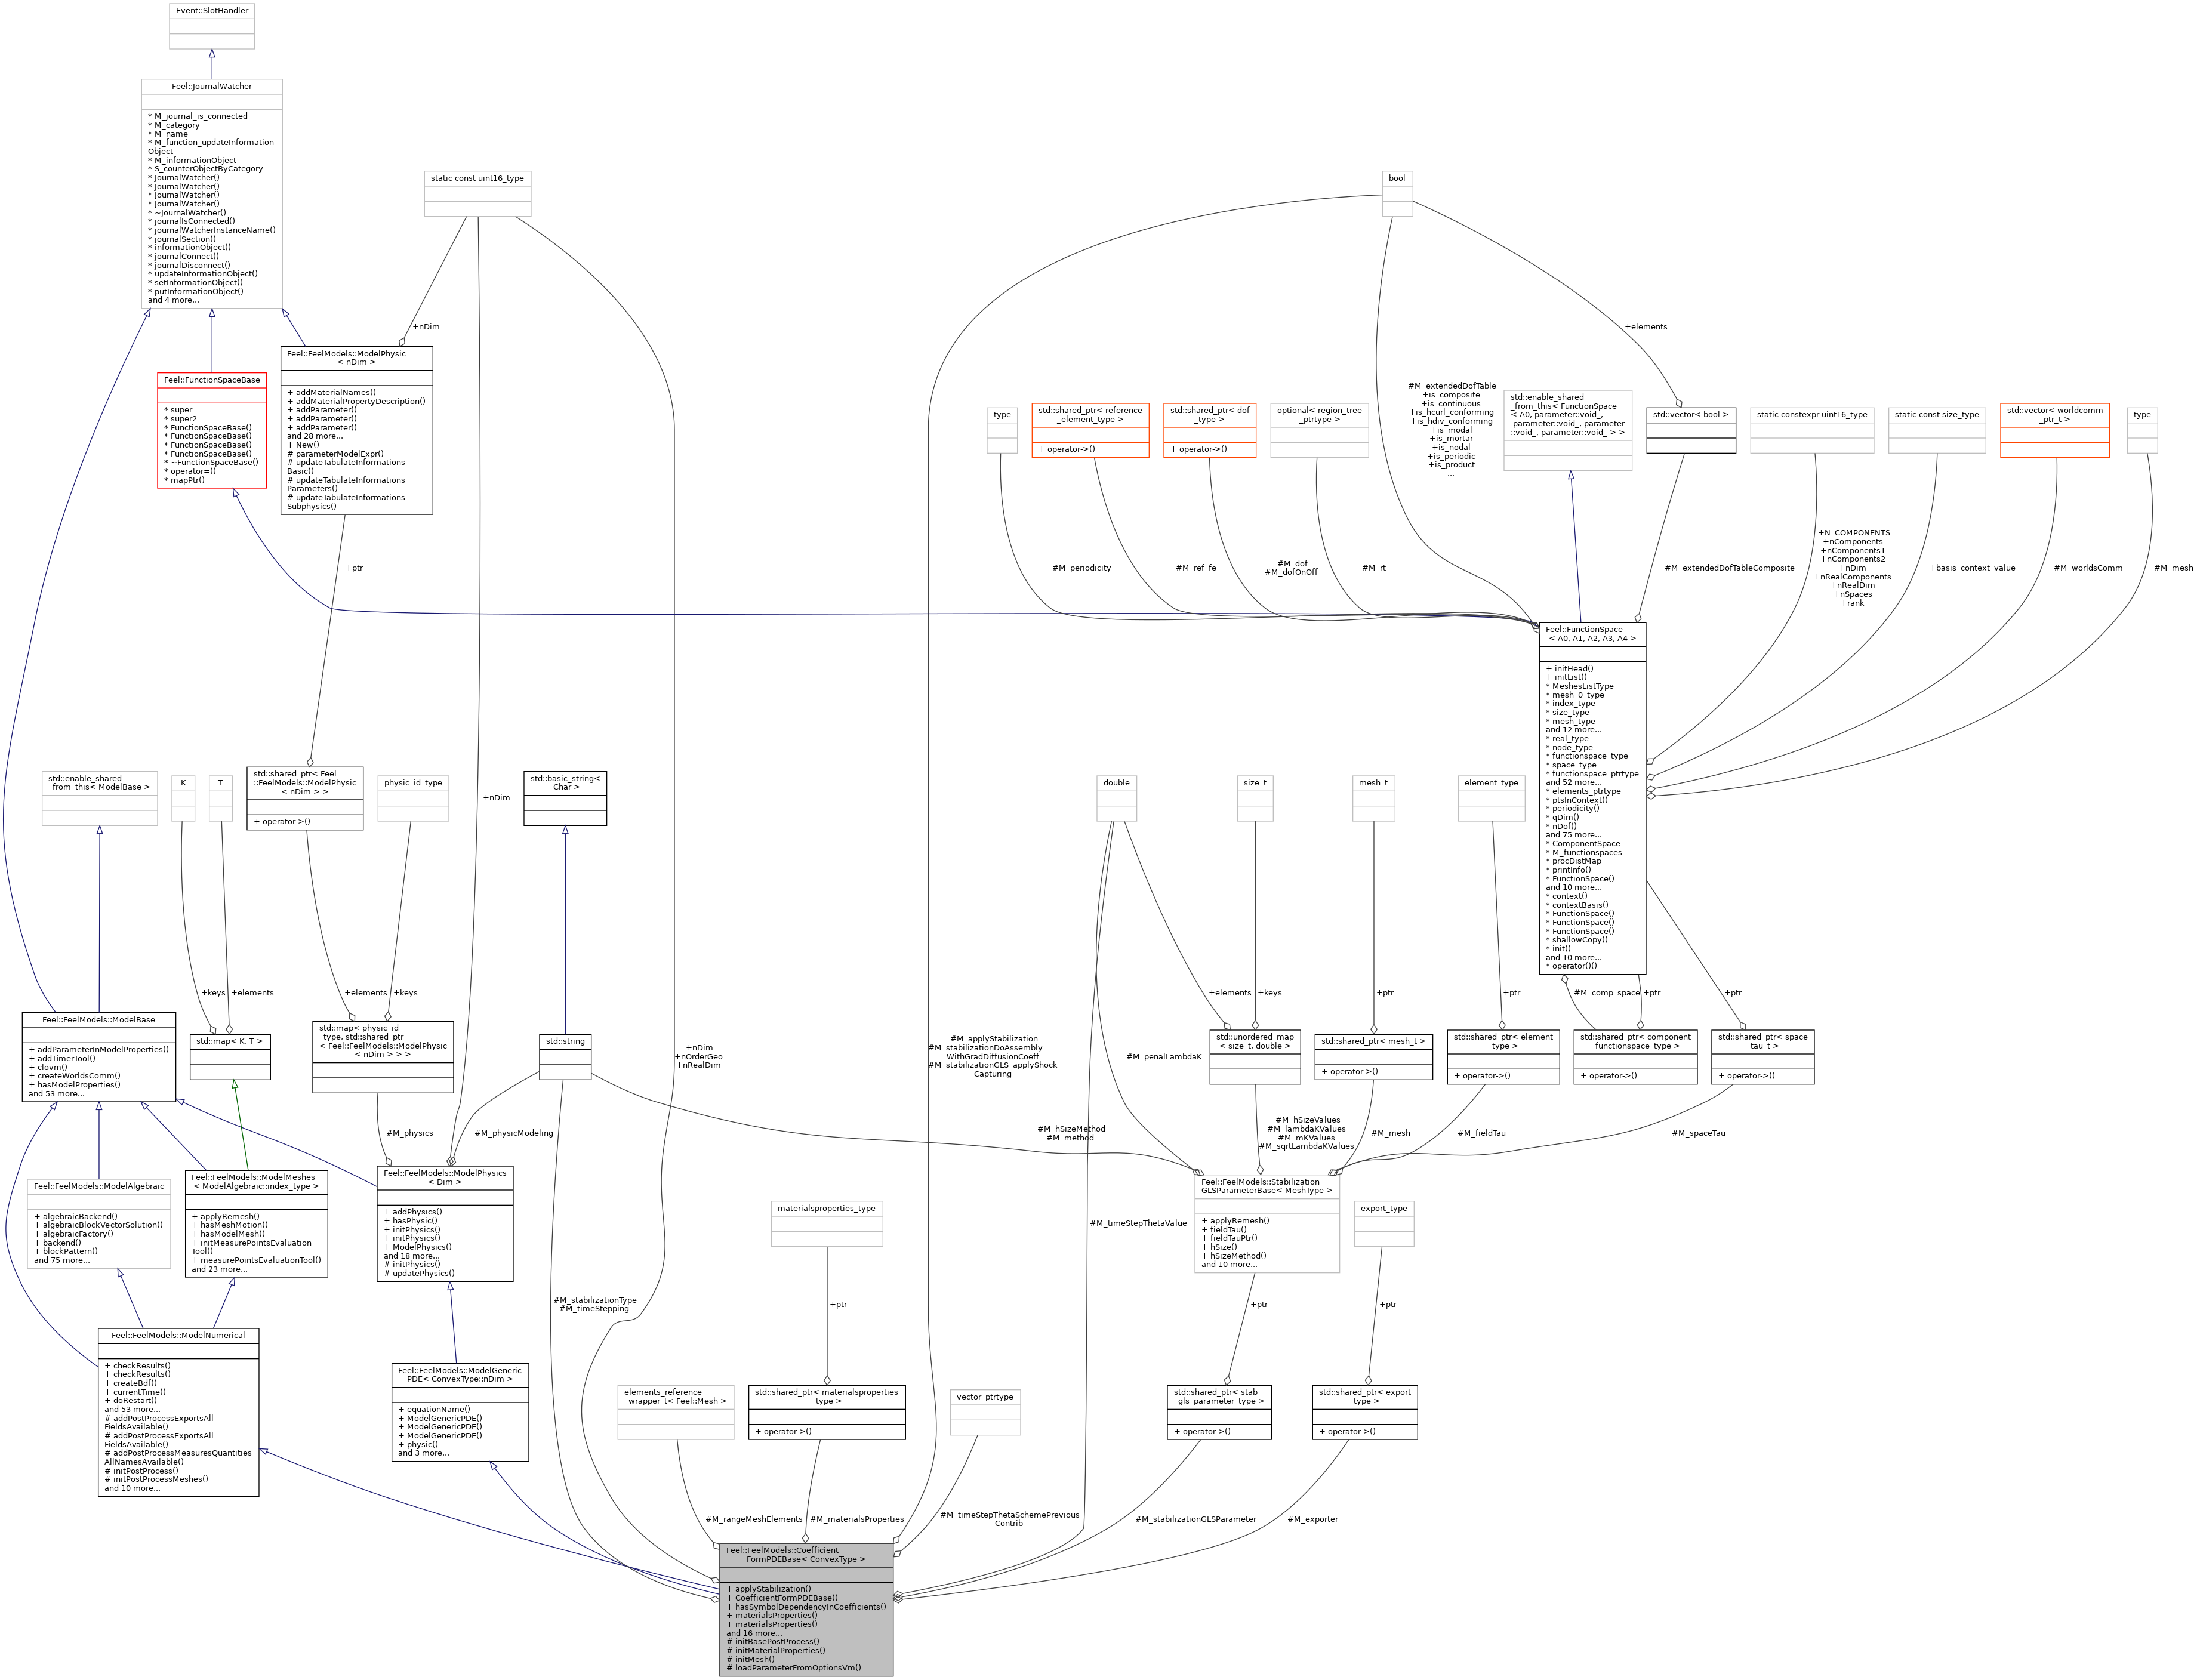 Event::SlotHandler
Feel::JournalWatcher
* M_journal_is_connected
* M_category
* M_name
* M_function_updateInformation
Object
* M_informationObject
* S_counterObjectByCategory
* JournalWatcher()
* JournalWatcher()
* JournalWatcher()
* JournalWatcher()
* ~JournalWatcher()
* journalIsConnected()
* journalWatcherInstanceName()
* journalSection()
* informationObject()
* journalConnect()
* journalDisconnect()
* updateInformationObject()
* setInformationObject()
* putInformationObject()
and 4 more...
static const uint16_type
bool
+nDim
+elements
Feel::FunctionSpaceBase
* super
* super2
* FunctionSpaceBase()
* FunctionSpaceBase()
* FunctionSpaceBase()
* FunctionSpaceBase()
* ~FunctionSpaceBase()
* operator=()
* mapPtr()
Feel::FeelModels::ModelPhysic
< nDim >
+ addMaterialNames()
+ addMaterialPropertyDescription()
+ addParameter()
+ addParameter()
+ addParameter()
and 28 more...
+ New()
# parameterModelExpr()
# updateTabulateInformations
Basic()
# updateTabulateInformations
Parameters()
# updateTabulateInformations
Subphysics()
type
std::shared_ptr< reference
_element_type >
+ operator->()
std::shared_ptr< dof
_type >
+ operator->()
optional< region_tree
_ptrtype >
#M_extendedDofTable
+is_composite
+is_continuous
+is_hcurl_conforming
+is_hdiv_conforming
+is_modal
+is_mortar
+is_nodal
+is_periodic
+is_product
...
std::enable_shared
_from_this< FunctionSpace
< A0, parameter::void_,
parameter::void_, parameter
::void_, parameter::void_ > >
std::vector< bool >
static constexpr uint16_type
static const size_type
std::vector< worldcomm
_ptr_t >
type
+ptr
#M_periodicity
#M_ref_fe
#M_dof
#M_dofOnOff
#M_rt
#M_extendedDofTableComposite
+N_COMPONENTS
+nComponents
+nComponents1
+nComponents2
+nDim
+nRealComponents
+nRealDim
+nSpaces
+rank
+basis_context_value
#M_worldsComm
#M_mesh
Feel::FunctionSpace
< A0, A1, A2, A3, A4 >
+ initHead()
+ initList()
* MeshesListType
* mesh_0_type
* index_type
* size_type
* mesh_type
and 12 more...
* real_type
* node_type
* functionspace_type
* space_type
* functionspace_ptrtype
and 52 more...
* elements_ptrtype
* ptsInContext()
* periodicity()
* qDim()
* nDof()
and 75 more...
* ComponentSpace
* M_functionspaces
* procDistMap
* printInfo()
* FunctionSpace()
and 10 more...
* context()
* contextBasis()
* FunctionSpace()
* FunctionSpace()
* FunctionSpace()
* shallowCopy()
* init()
and 10 more...
* operator()()
std::enable_shared
_from_this< ModelBase >
K
T
std::shared_ptr< Feel
::FeelModels::ModelPhysic
< nDim > >
+ operator->()
physic_id_type
+nDim
std::basic_string<
Char >
double
size_t
mesh_t
element_type
+keys
+elements
+elements
+keys
+elements
+keys
+ptr
+ptr
#M_comp_space
+ptr
+ptr
Feel::FeelModels::ModelBase
+ addParameterInModelProperties()
+ addTimerTool()
+ clovm()
+ createWorldsComm()
+ hasModelProperties()
and 53 more...
std::map< K, T >
std::map< physic_id
_type, std::shared_ptr
< Feel::FeelModels::ModelPhysic
< nDim > > >
std::string
+nDim
+nOrderGeo
+nRealDim
#M_applyStabilization
#M_stabilizationDoAssembly
WithGradDiffusionCoeff
#M_stabilizationGLS_applyShock
Capturing
#M_penalLambdaK
std::unordered_map
< size_t, double >
std::shared_ptr< mesh_t >
+ operator->()
std::shared_ptr< element
_type >
+ operator->()
std::shared_ptr< component
_functionspace_type >
+ operator->()
std::shared_ptr< space
_tau_t >
+ operator->()
#M_physics
#M_physicModeling
#M_hSizeMethod
#M_method
#M_hSizeValues
#M_lambdaKValues
#M_mKValues
#M_sqrtLambdaKValues
#M_mesh
#M_fieldTau
#M_spaceTau
Feel::FeelModels::ModelAlgebraic
+ algebraicBackend()
+ algebraicBlockVectorSolution()
+ algebraicFactory()
+ backend()
+ blockPattern()
and 75 more...
Feel::FeelModels::ModelMeshes
< ModelAlgebraic::index_type >
+ applyRemesh()
+ hasMeshMotion()
+ hasModelMesh()
+ initMeasurePointsEvaluation
Tool()
+ measurePointsEvaluationTool()
and 23 more...
Feel::FeelModels::ModelPhysics
< Dim >
+ addPhysics()
+ hasPhysic()
+ initPhysics()
+ initPhysics()
+ ModelPhysics()
and 18 more...
# initPhysics()
# updatePhysics()
materialsproperties_type
#M_timeStepThetaValue
Feel::FeelModels::Stabilization
GLSParameterBase< MeshType >
+ applyRemesh()
+ fieldTau()
+ fieldTauPtr()
+ hSize()
+ hSizeMethod()
and 10 more...
export_type
#M_stabilizationType
#M_timeStepping
+ptr
+ptr
+ptr
Feel::FeelModels::ModelNumerical
+ checkResults()
+ checkResults()
+ createBdf()
+ currentTime()
+ doRestart()
and 53 more...
# addPostProcessExportsAll
FieldsAvailable()
# addPostProcessExportsAll
FieldsAvailable()
# addPostProcessMeasuresQuantities
AllNamesAvailable()
# initPostProcess()
# initPostProcessMeshes()
and 10 more...
Feel::FeelModels::ModelGeneric
PDE< ConvexType::nDim >
+ equationName()
+ ModelGenericPDE()
+ ModelGenericPDE()
+ ModelGenericPDE()
+ physic()
and 3 more...
elements_reference
_wrapper_t< Feel::Mesh >
std::shared_ptr< materialsproperties
_type >
+ operator->()
vector_ptrtype
std::shared_ptr< stab
_gls_parameter_type >
+ operator->()
std::shared_ptr< export
_type >
+ operator->()
#M_rangeMeshElements
#M_materialsProperties
#M_timeStepThetaSchemePrevious
Contrib
#M_stabilizationGLSParameter
#M_exporter
Feel::FeelModels::Coefficient
FormPDEBase< ConvexType >
+ applyStabilization()
+ CoefficientFormPDEBase()
+ hasSymbolDependencyInCoefficients()
+ materialsProperties()
+ materialsProperties()
and 16 more...
# initBasePostProcess()
# initMaterialProperties()
# initMesh()
# loadParameterFromOptionsVm()